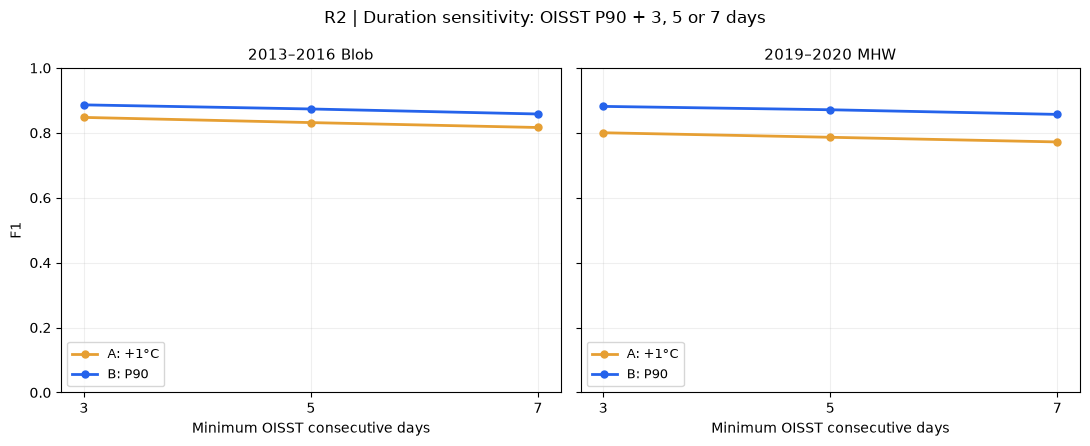 R2 | Duration sensitivity: OISST P90 + 3, 5 or 7 days
2013–2016 Blob
2019–2020 MHW
1.0
0.8
0.6
0.4
0.2
0.0
F1
A: +1°C
B: P90
A: +1°C
B: P90
3
5
7
3
5
7
Minimum OISST consecutive days
Minimum OISST consecutive days